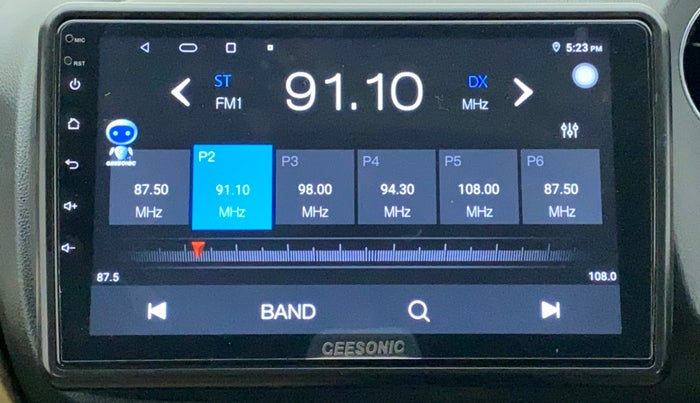 MIC
5:23 PM
RST
ST
91.10
DX
FM1
MHz
GEESONIC
P2 P3 P4 P5 P6
87.50 91.10 98.00 94.30 108.00 87.50
MHz MHz MHz MHz MHz MHz
87.5 108.0
BAND
CEESONIC